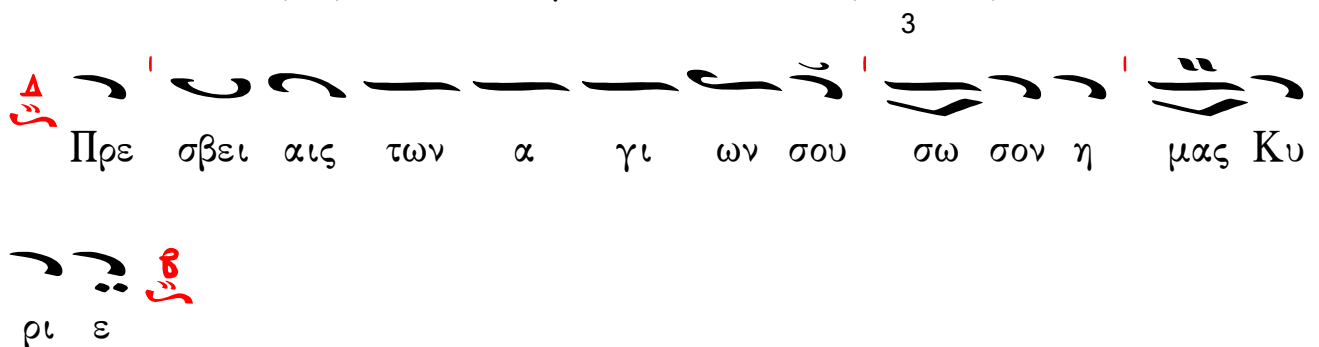 3
Δ Πρε σβει αις των α γι ων σου σω σον η μας Κυ
ρι ε β